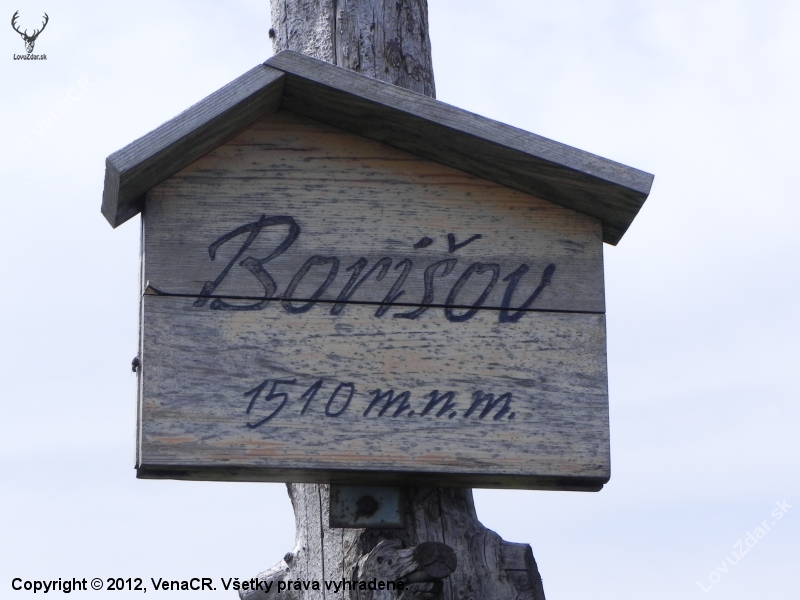 LovuZdar.sk
Borišov
1510 m.n.m.
LovuZdar.sk
Copyright © 2012, VenaCR. Všetky práva vyhradené.